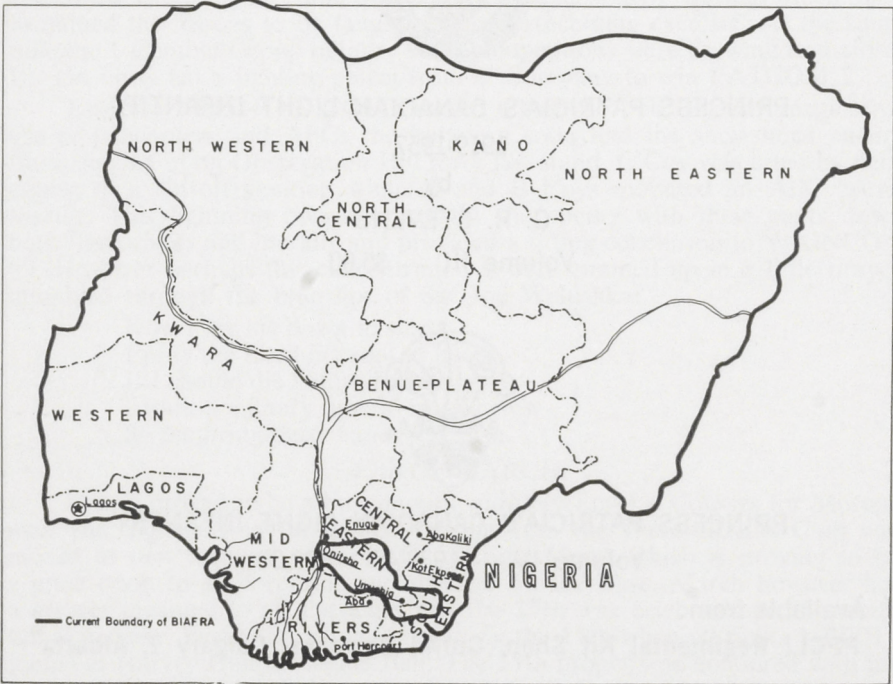 NORTH WESTERN
KANO
NORTH EASTERN
NORTH
CENTRAL
KWARA
BENUE-PLATEAU
WESTERN
LAGOS
Lagos
CENTRAL
EASTERN
Enugu
AbaKaliki
MID
WESTERN
Onitsha
Umuahia
Aba
SOUTH
EASTERN
NIGERIA
RIVERS
port Harcourt
Current Boundary of BIAFRA